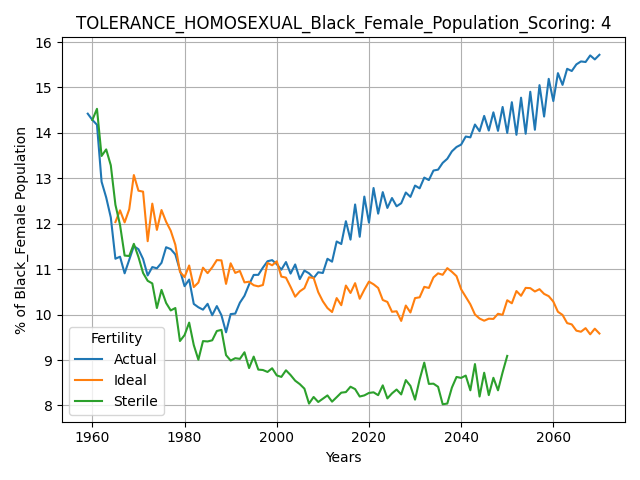 TOLERANCE_HOMOSEXUAL_Black_Female_Population_Scoring: 4
16
15
14
13
12
11
10
9
8
% of Black_Female Population
Fertility
Actual
Ideal
Sterile
1960 1980 2000 2020 2040 2060
Years